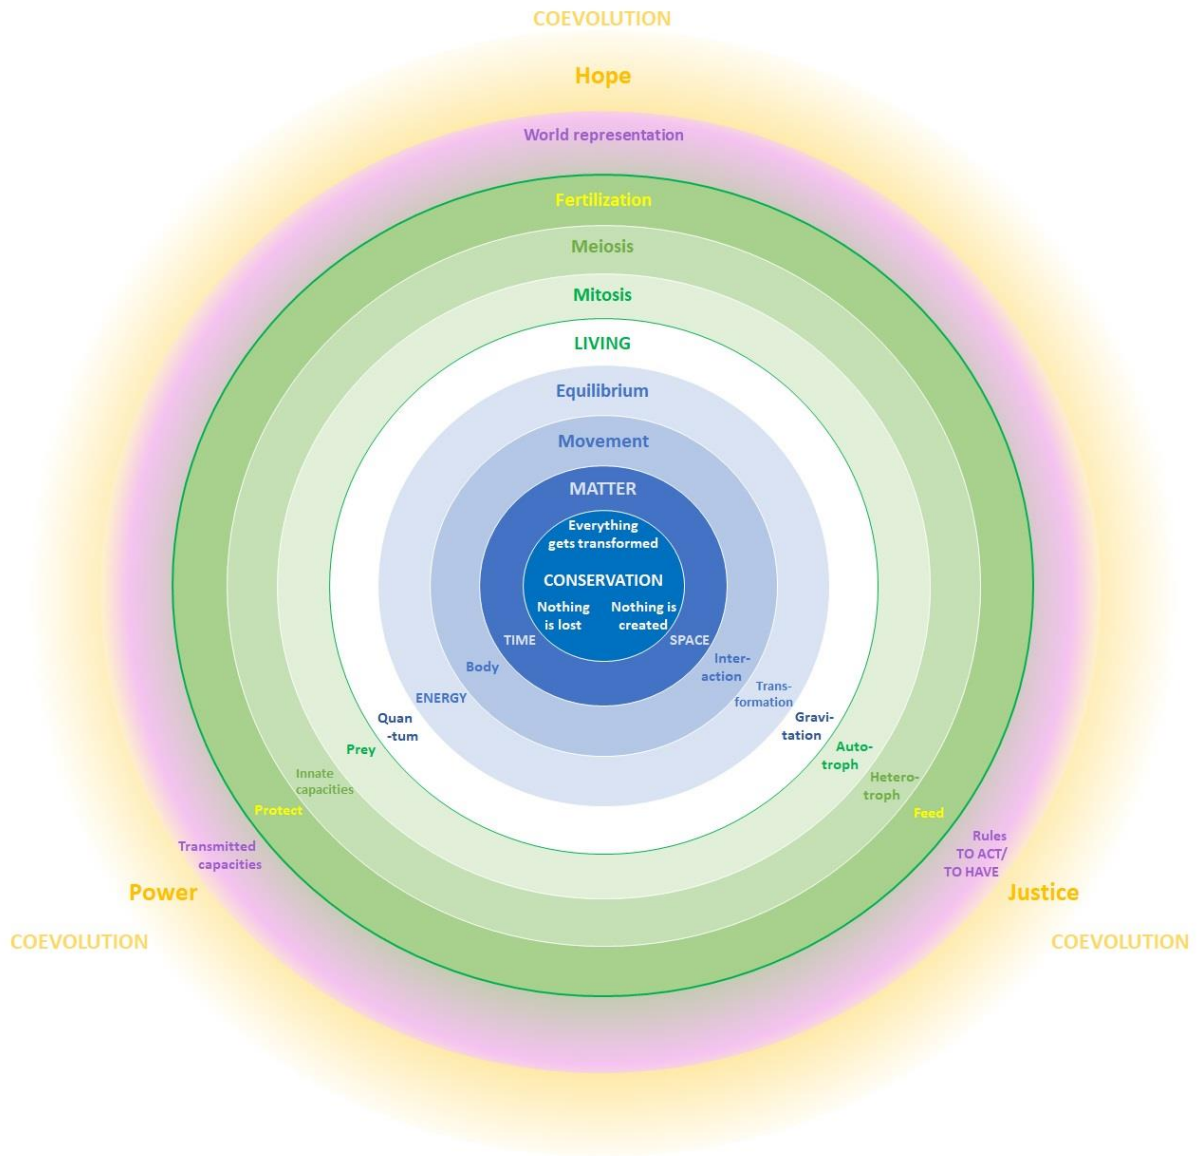 COEVOLUTION
Hope
World representation
Fertilization
Meiosis
Mitosis
LIVING
Equilibrium
Movement
MATTER
Everything
gets transformed
CONSERVATION
Nothing
is lost
Nothing is
created
TIME
SPACE
Body
Inter-
action
ENERGY
Trans-
formation
Quan
-tum
Gravi-
tation
Prey
Auto-
troph
Innate
capacities
Hetero-
troph
Protect
Feed
Transmitted
capacities
Rules
TO ACT/
TO HAVE
Power
Justice
COEVOLUTION
COEVOLUTION